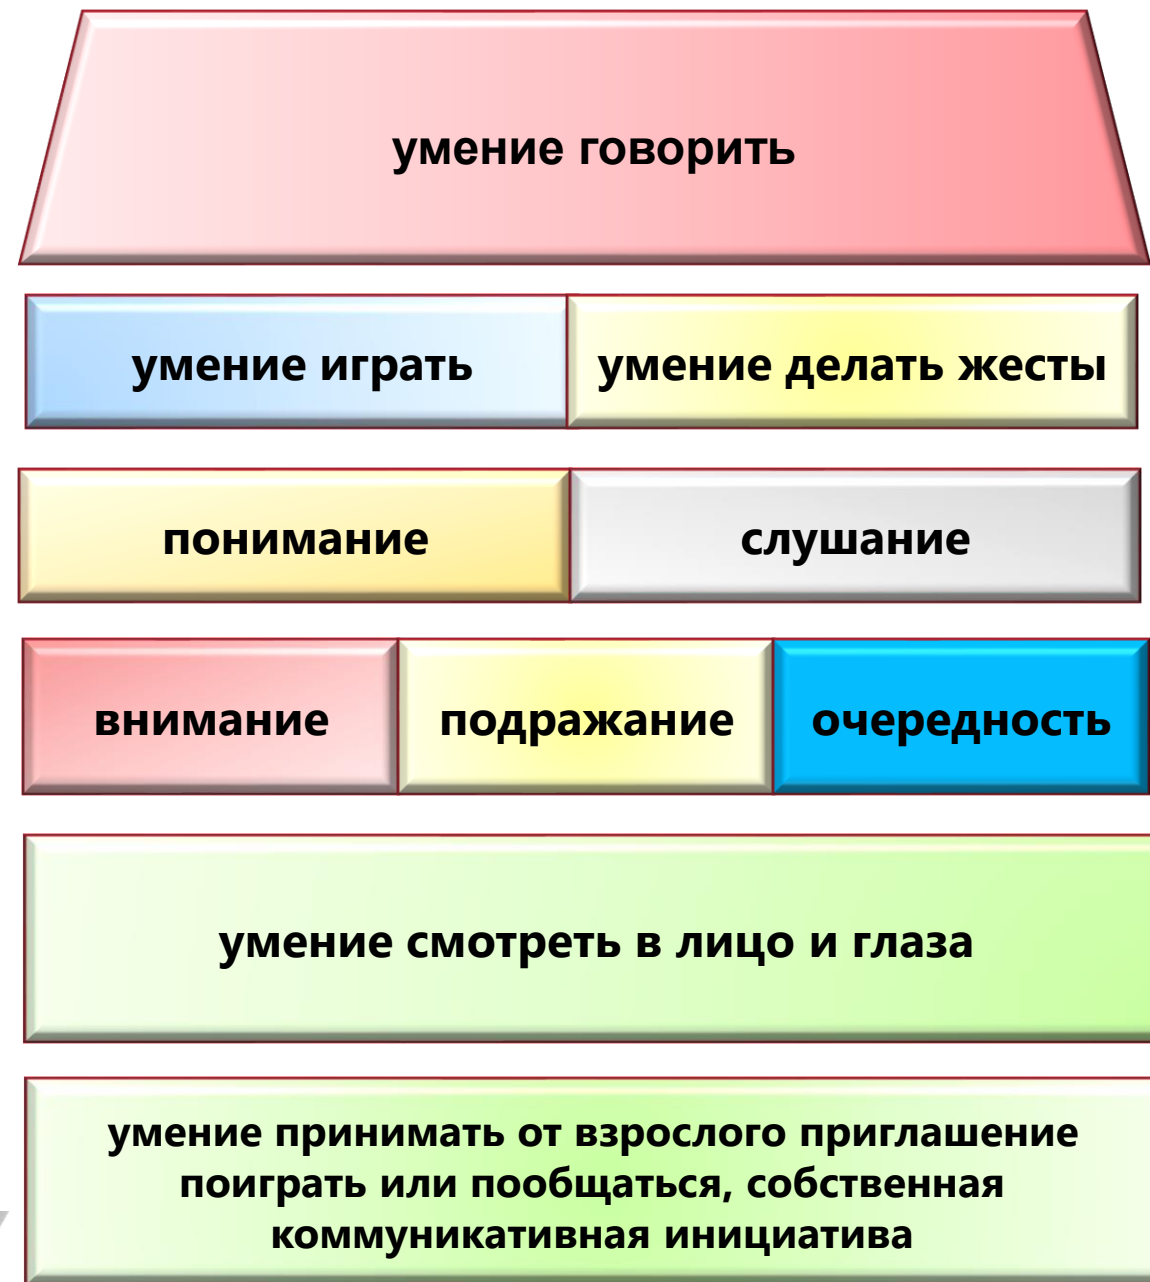 умение говорить
умение играть
умение делать жесты
понимание
слушание
внимание
подражание
очередность
умение смотреть в лицо и глаза
умение принимать от взрослого приглашение
поиграть или пообщаться, собственная
коммуникативная инициатива